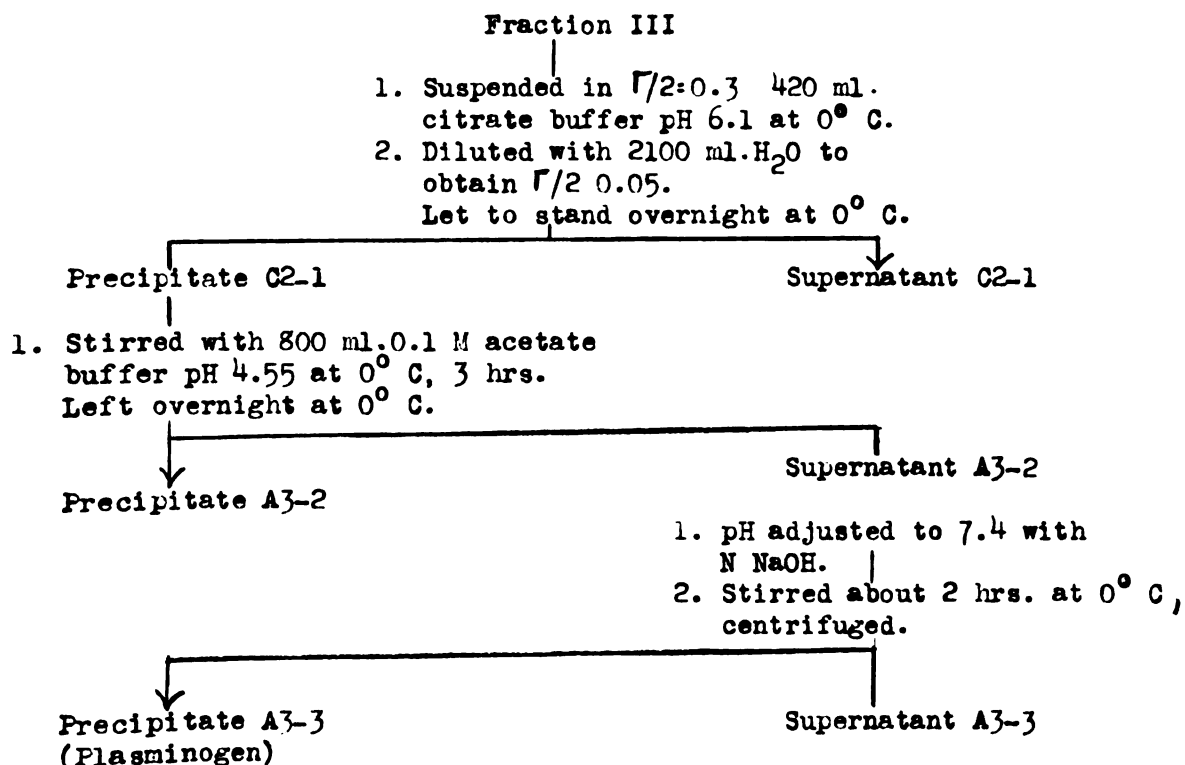 Fraction III
1. Suspended in Γ/2=0.3 420 ml.
citrate buffer pH 6.1 at 0° C.
2. Diluted with 2100 ml.H₂O to
obtain Γ/2 0.05.
Let to stand overnight at 0° C.
Precipitate C2-1 Supernatant C2-1
1. Stirred with 800 ml.0.1 M acetate
buffer pH 4.55 at 0° C, 3 hrs.
Left overnight at 0° C.
Supernatant A3-2
Precipitate A3-2
1. pH adjusted to 7.4 with
N NaOH.
2. Stirred about 2 hrs. at 0° C,
centrifuged.
Precipitate A3-3 Supernatant A3-3
(Plasminogen)